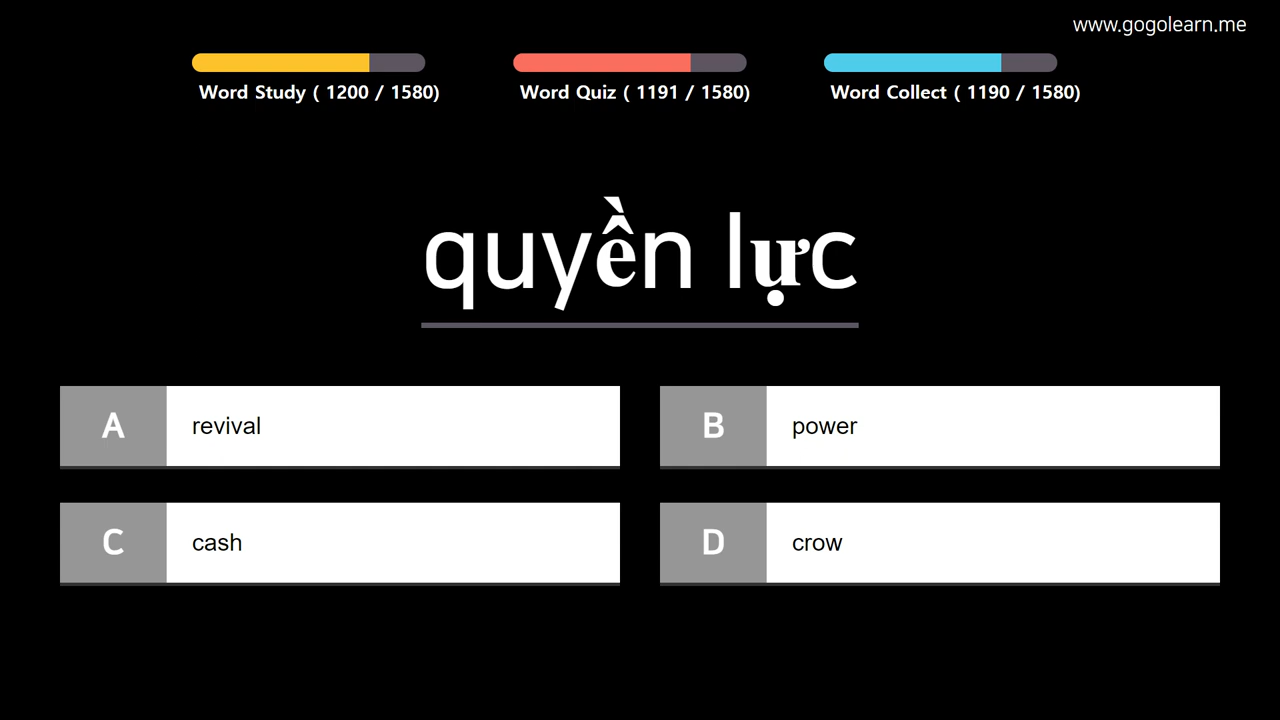 www.gogolearn.me
Word Study ( 1200 / 1580)
Word Quiz ( 1191 / 1580)
Word Collect ( 1190 / 1580)
quyền lực
A revival
B power
C cash
D crow